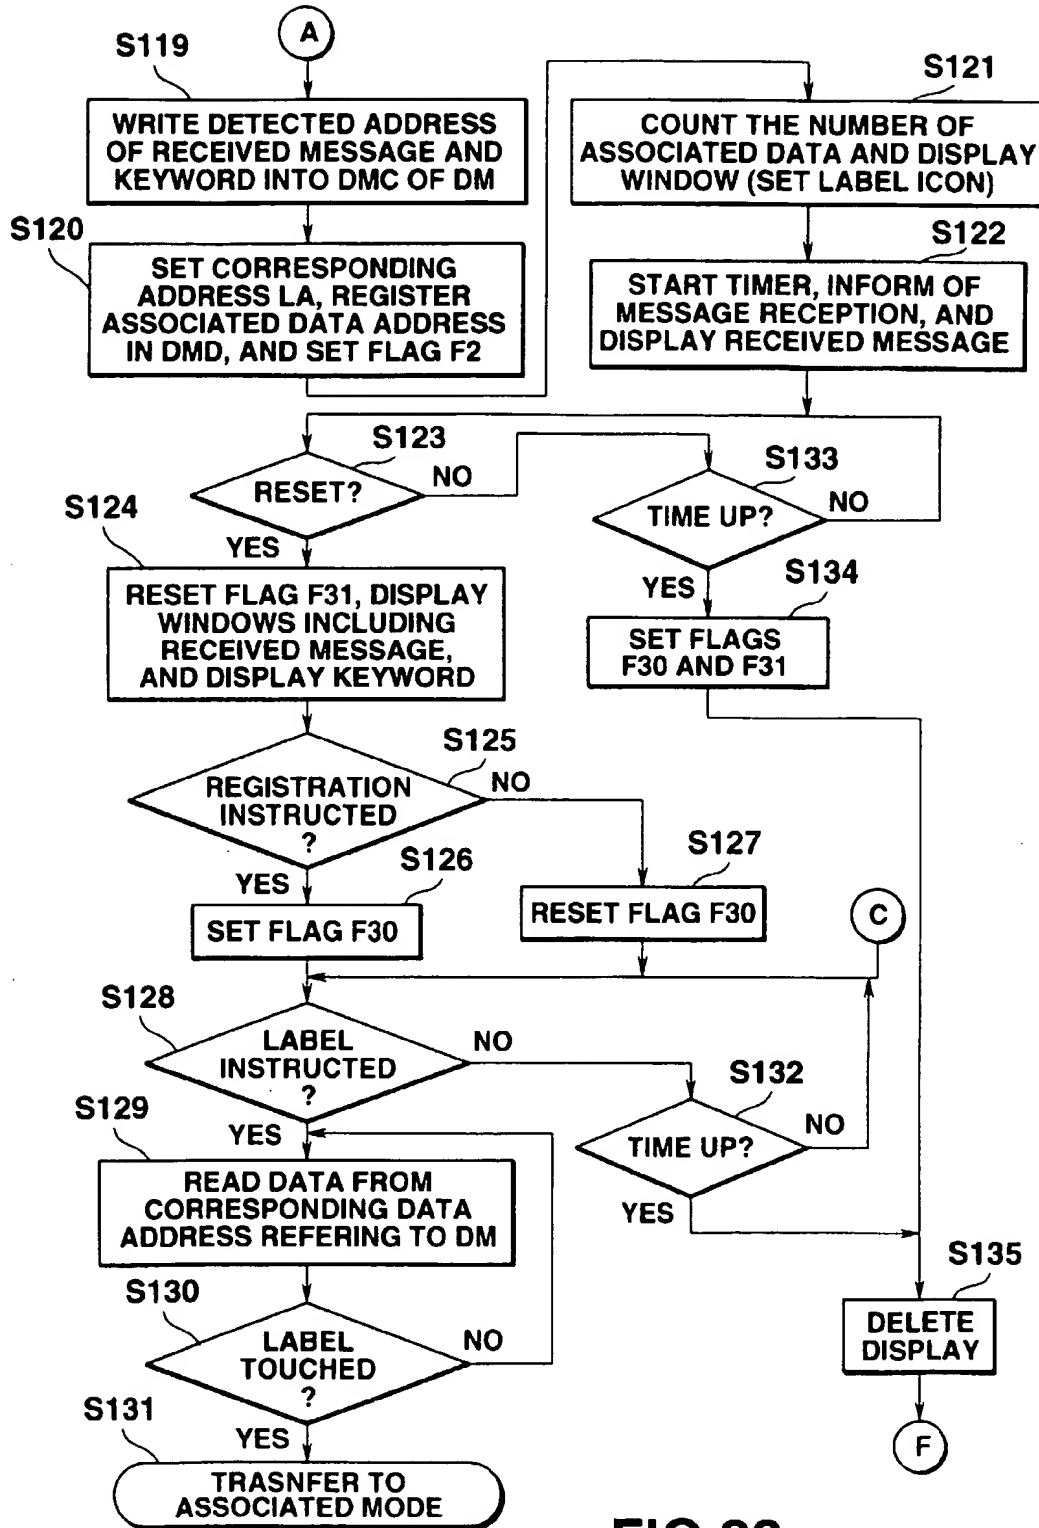 A
S119
WRITE DETECTED ADDRESS
OF RECEIVED MESSAGE AND
KEYWORD INTO DMC OF DM
S120
SET CORRESPONDING
ADDRESS LA, REGISTER
ASSOCIATED DATA ADDRESS
IN DMD, AND SET FLAG F2
S121
COUNT THE NUMBER OF
ASSOCIATED DATA AND DISPLAY
WINDOW (SET LABEL ICON)
S122
START TIMER, INFORM OF
MESSAGE RECEPTION, AND
DISPLAY RECEIVED MESSAGE
S123
RESET?
NO
YES
S133
TIME UP?
NO
YES
S124
RESET FLAG F31, DISPLAY
WINDOWS INCLUDING
RECEIVED MESSAGE,
AND DISPLAY KEYWORD
S134
SET FLAGS
F30 AND F31
S125
REGISTRATION
INSTRUCTED
?
NO
YES
S126
SET FLAG F30
S127
RESET FLAG F30
C
S128
LABEL
INSTRUCTED
?
NO
YES
S132
TIME UP?
NO
YES
S129
READ DATA FROM
CORRESPONDING DATA
ADDRESS REFERING TO DM
S130
LABEL
TOUCHED
?
NO
YES
S135
DELETE
DISPLAY
F
S131
TRASNFER TO
ASSOCIATED MODE